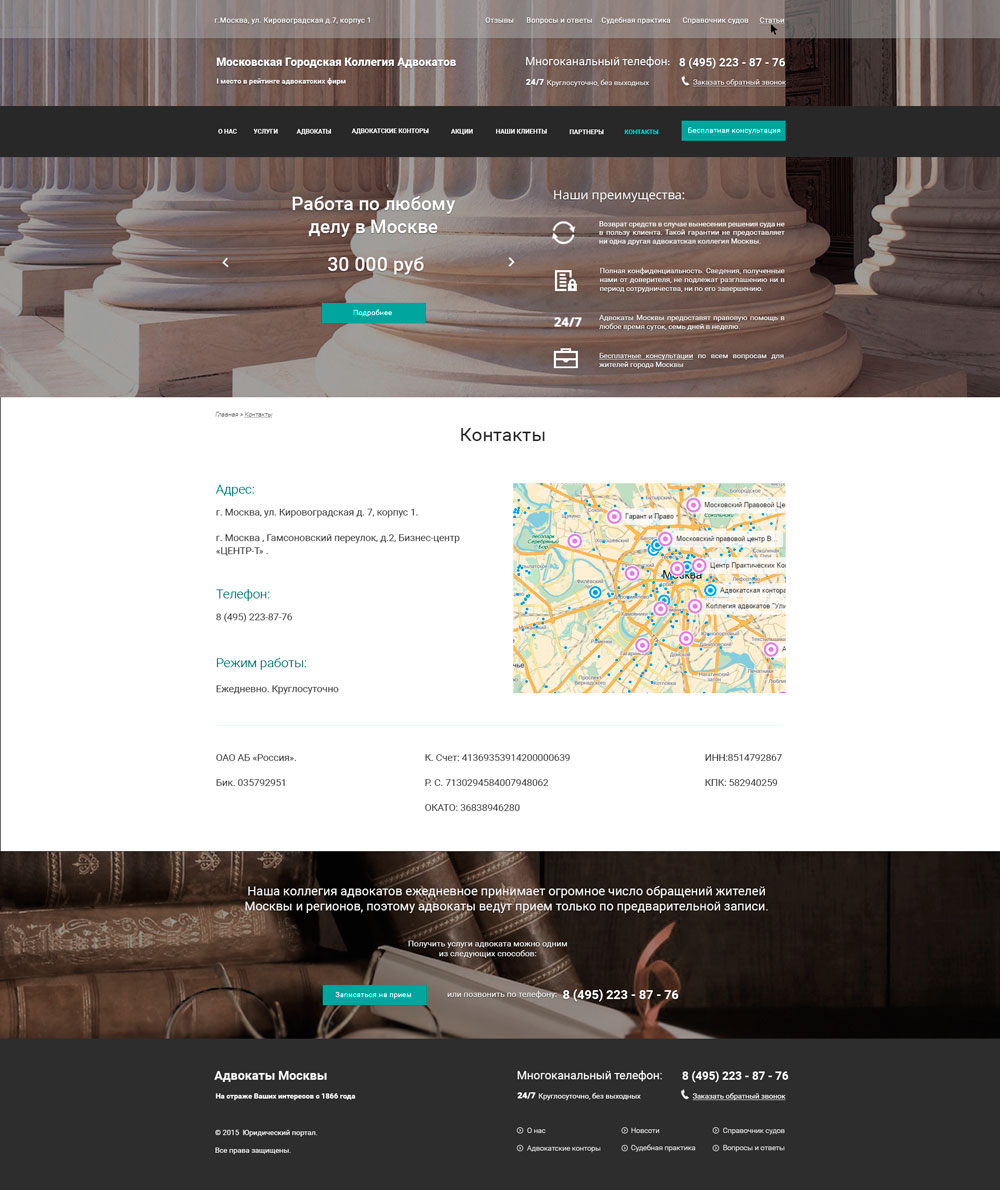 г.Москва, ул. Кировоградская д.7, корпус 1
Отзывы Вопросы и ответы Судебная практика Справочник судов Статьи
Московская Городская Коллегия Адвокатов
I место в рейтинге адвокатских фирм
Многоканальный телефон: 8 (495) 223 - 87 - 76
24/7 Круглосуточно, без выходных Заказать обратный звонок
О НАС УСЛУГИ АДВОКАТЫ АДВОКАТСКИЕ КОНТОРЫ АКЦИИ НАШИ КЛИЕНТЫ ПАРТНЕРЫ КОНТАКТЫ Бесплатная консультация
Работа по любому
делу в Москве
30 000 руб
Подробнее
Наши преимущества:
Возврат средств в случае вынесения решения суда не
в пользу клиента. Такой гарантии не предоставляет
ни одна другая адвокатская коллегия Москвы.
Полная конфиденциальность. Сведения, полученные
нами от доверителя, не подлежат разглашению ни в
период сотрудничества, ни по его завершению.
24/7
Адвокаты Москвы предоставят правовую помощь в
любое время суток, семь дней в неделю.
Бесплатные консультации по всем вопросам для
жителей города Москвы
Главная » Контакты
Контакты
Адрес:
г. Москва, ул. Кировоградская д. 7, корпус 1.
г. Москва , Гамсоновский переулок, д.2, Бизнес-центр
«ЦЕНТР-Т» .
Телефон:
8 (495) 223-87-76
Режим работы:
Ежедневно. Круглосуточно
Московский Правовой Це
Гарант и Право
Московский правовой центр В...
Центр Практических Кон
Москва
Адвокатская контора
Коллегия адвокатов "Ули
ОАО АБ «Россия».
Бик. 035792951
К. Счет: 41369353914200000639
Р. С. 7130294584007948062
ОКАТО: 36838946280
ИНН:8514792867
КПК: 582940259
Наша коллегия адвокатов ежедневное принимает огромное число обращений жителей
Москвы и регионов, поэтому адвокаты ведут прием только по предварительной записи.
Получить услуги адвоката можно одним
из следующих способов:
Записаться на прием или позвонить по телефону: 8 (495) 223 - 87 - 76
Адвокаты Москвы
На страже Ваших интересов с 1866 года
© 2015 Юридический портал.
Все права защищены.
Многоканальный телефон: 8 (495) 223 - 87 - 76
24/7 Круглосуточно, без выходных Заказать обратный звонок
О нас Новсоти Справочник судов
Адвокатские конторы Судебная практика Вопросы и ответы